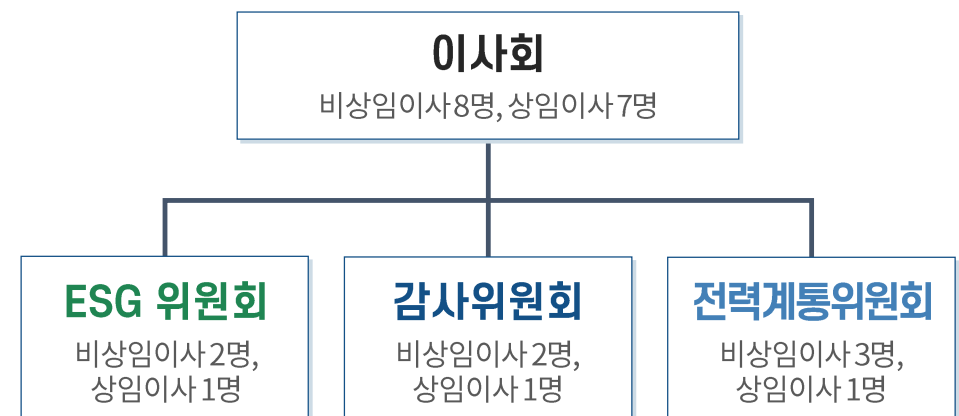 이사회
비상임이사 8명, 상임이사 7명
ESG 위원회
비상임이사 2명,
상임이사 1명
감사위원회
비상임이사 2명,
상임이사 1명
전력계통위원회
비상임이사 3명,
상임이사 1명